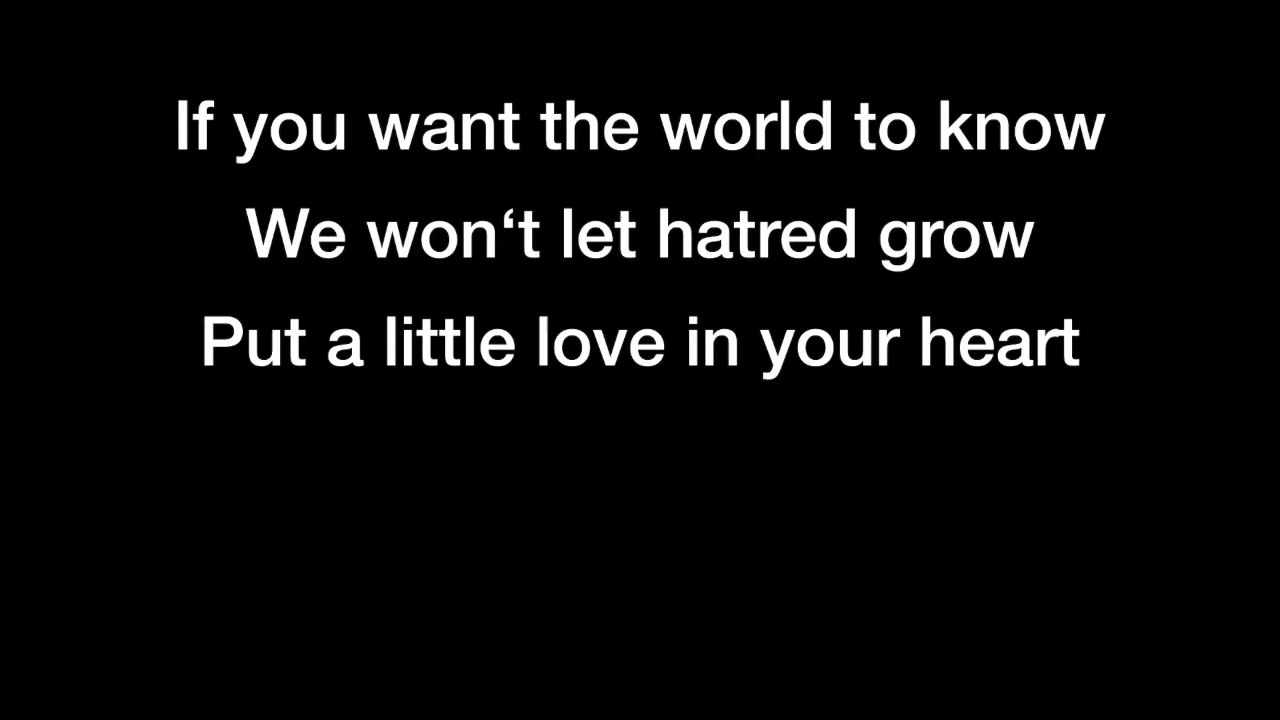 If you want the world to know
We won‘t let hatred grow
Put a little love in your heart